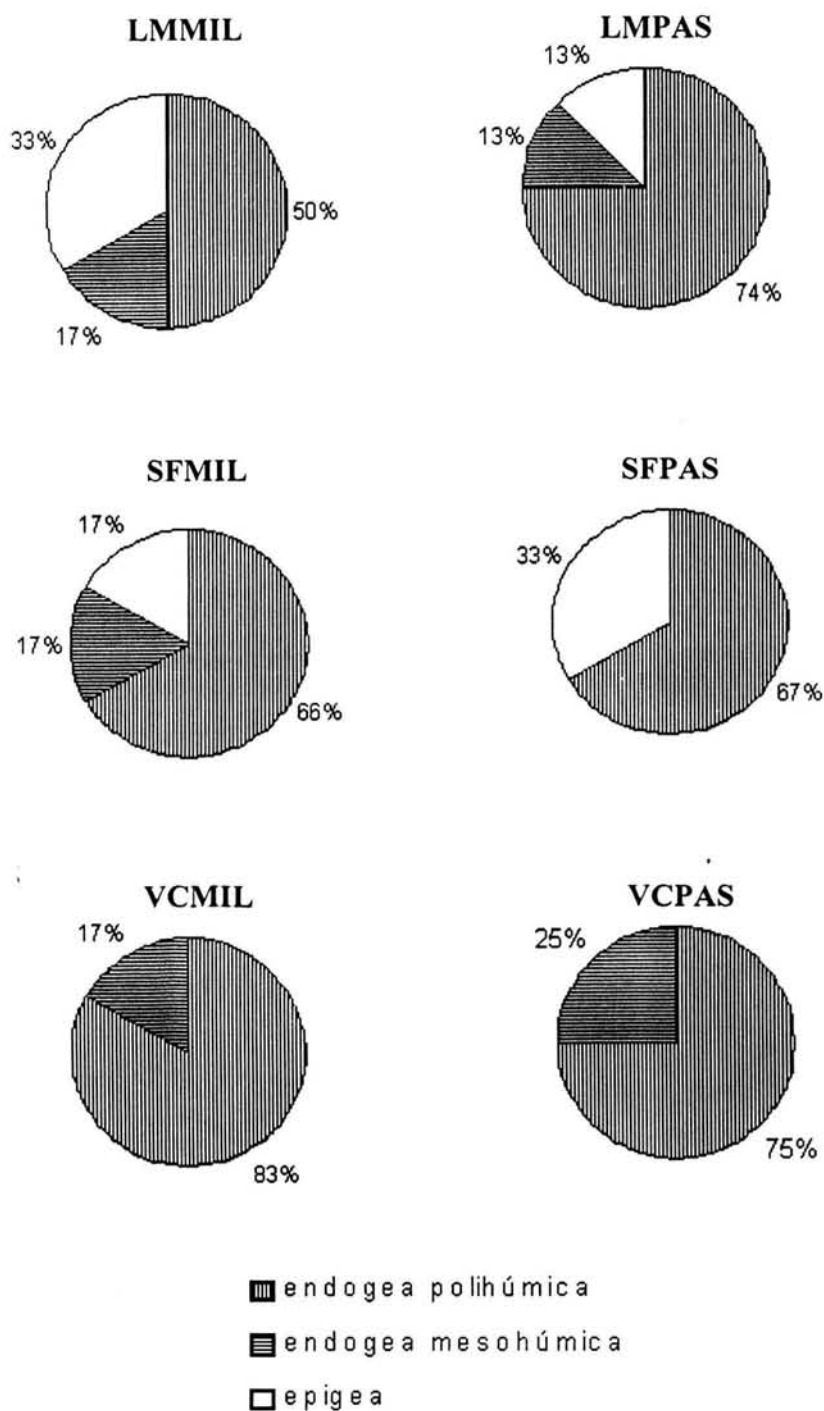 LMMIL
33%
50%
17%
LMPAS
13%
13%
74%
SFMIL
17%
17%
66%
SFPAS
33%
67%
VCMIL
17%
83%
VCPAS
25%
75%
endogea polihúmica
endogea mesohúmica
epigea